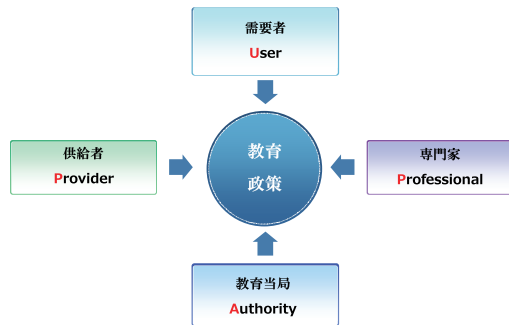 需要者
User
供給者
Provider
教育
政策
専門家
Professional
教育当局
Authority